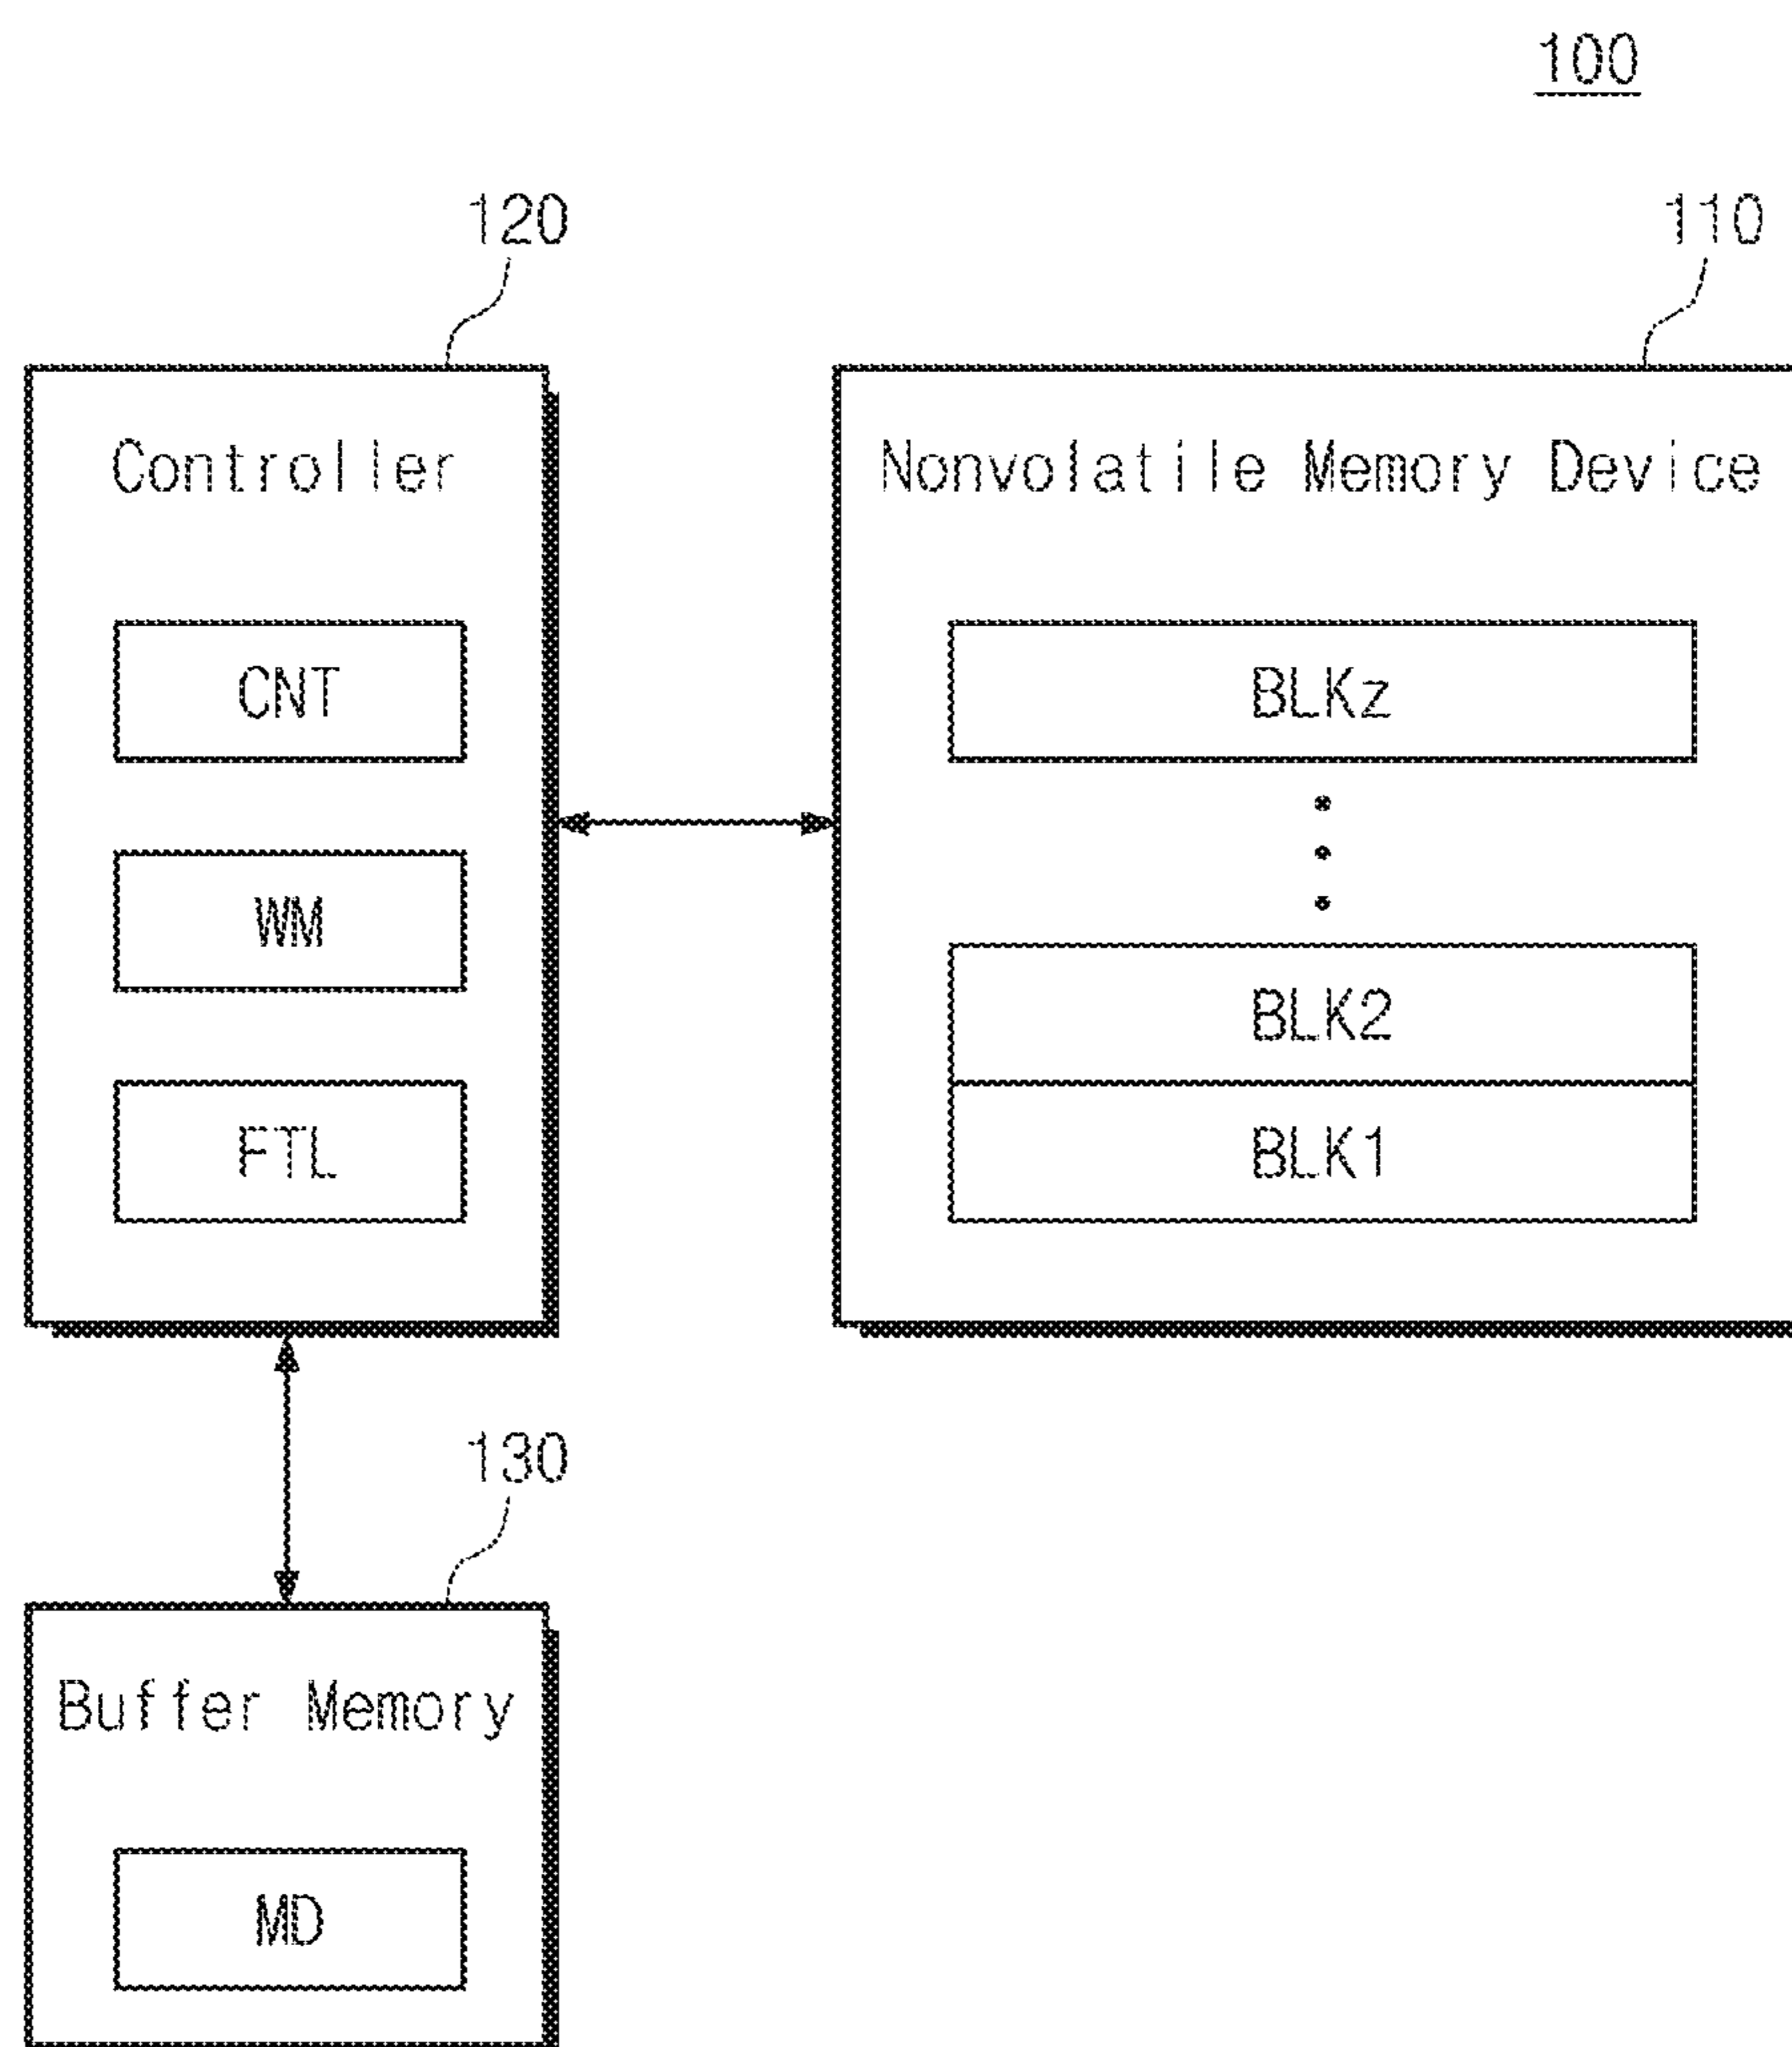 100
120
110
Controller
Nonvolatile Memory Device
CNT
BLKz
WM
BLK2
FTL
BLK1
130
Buffer Memory
MD